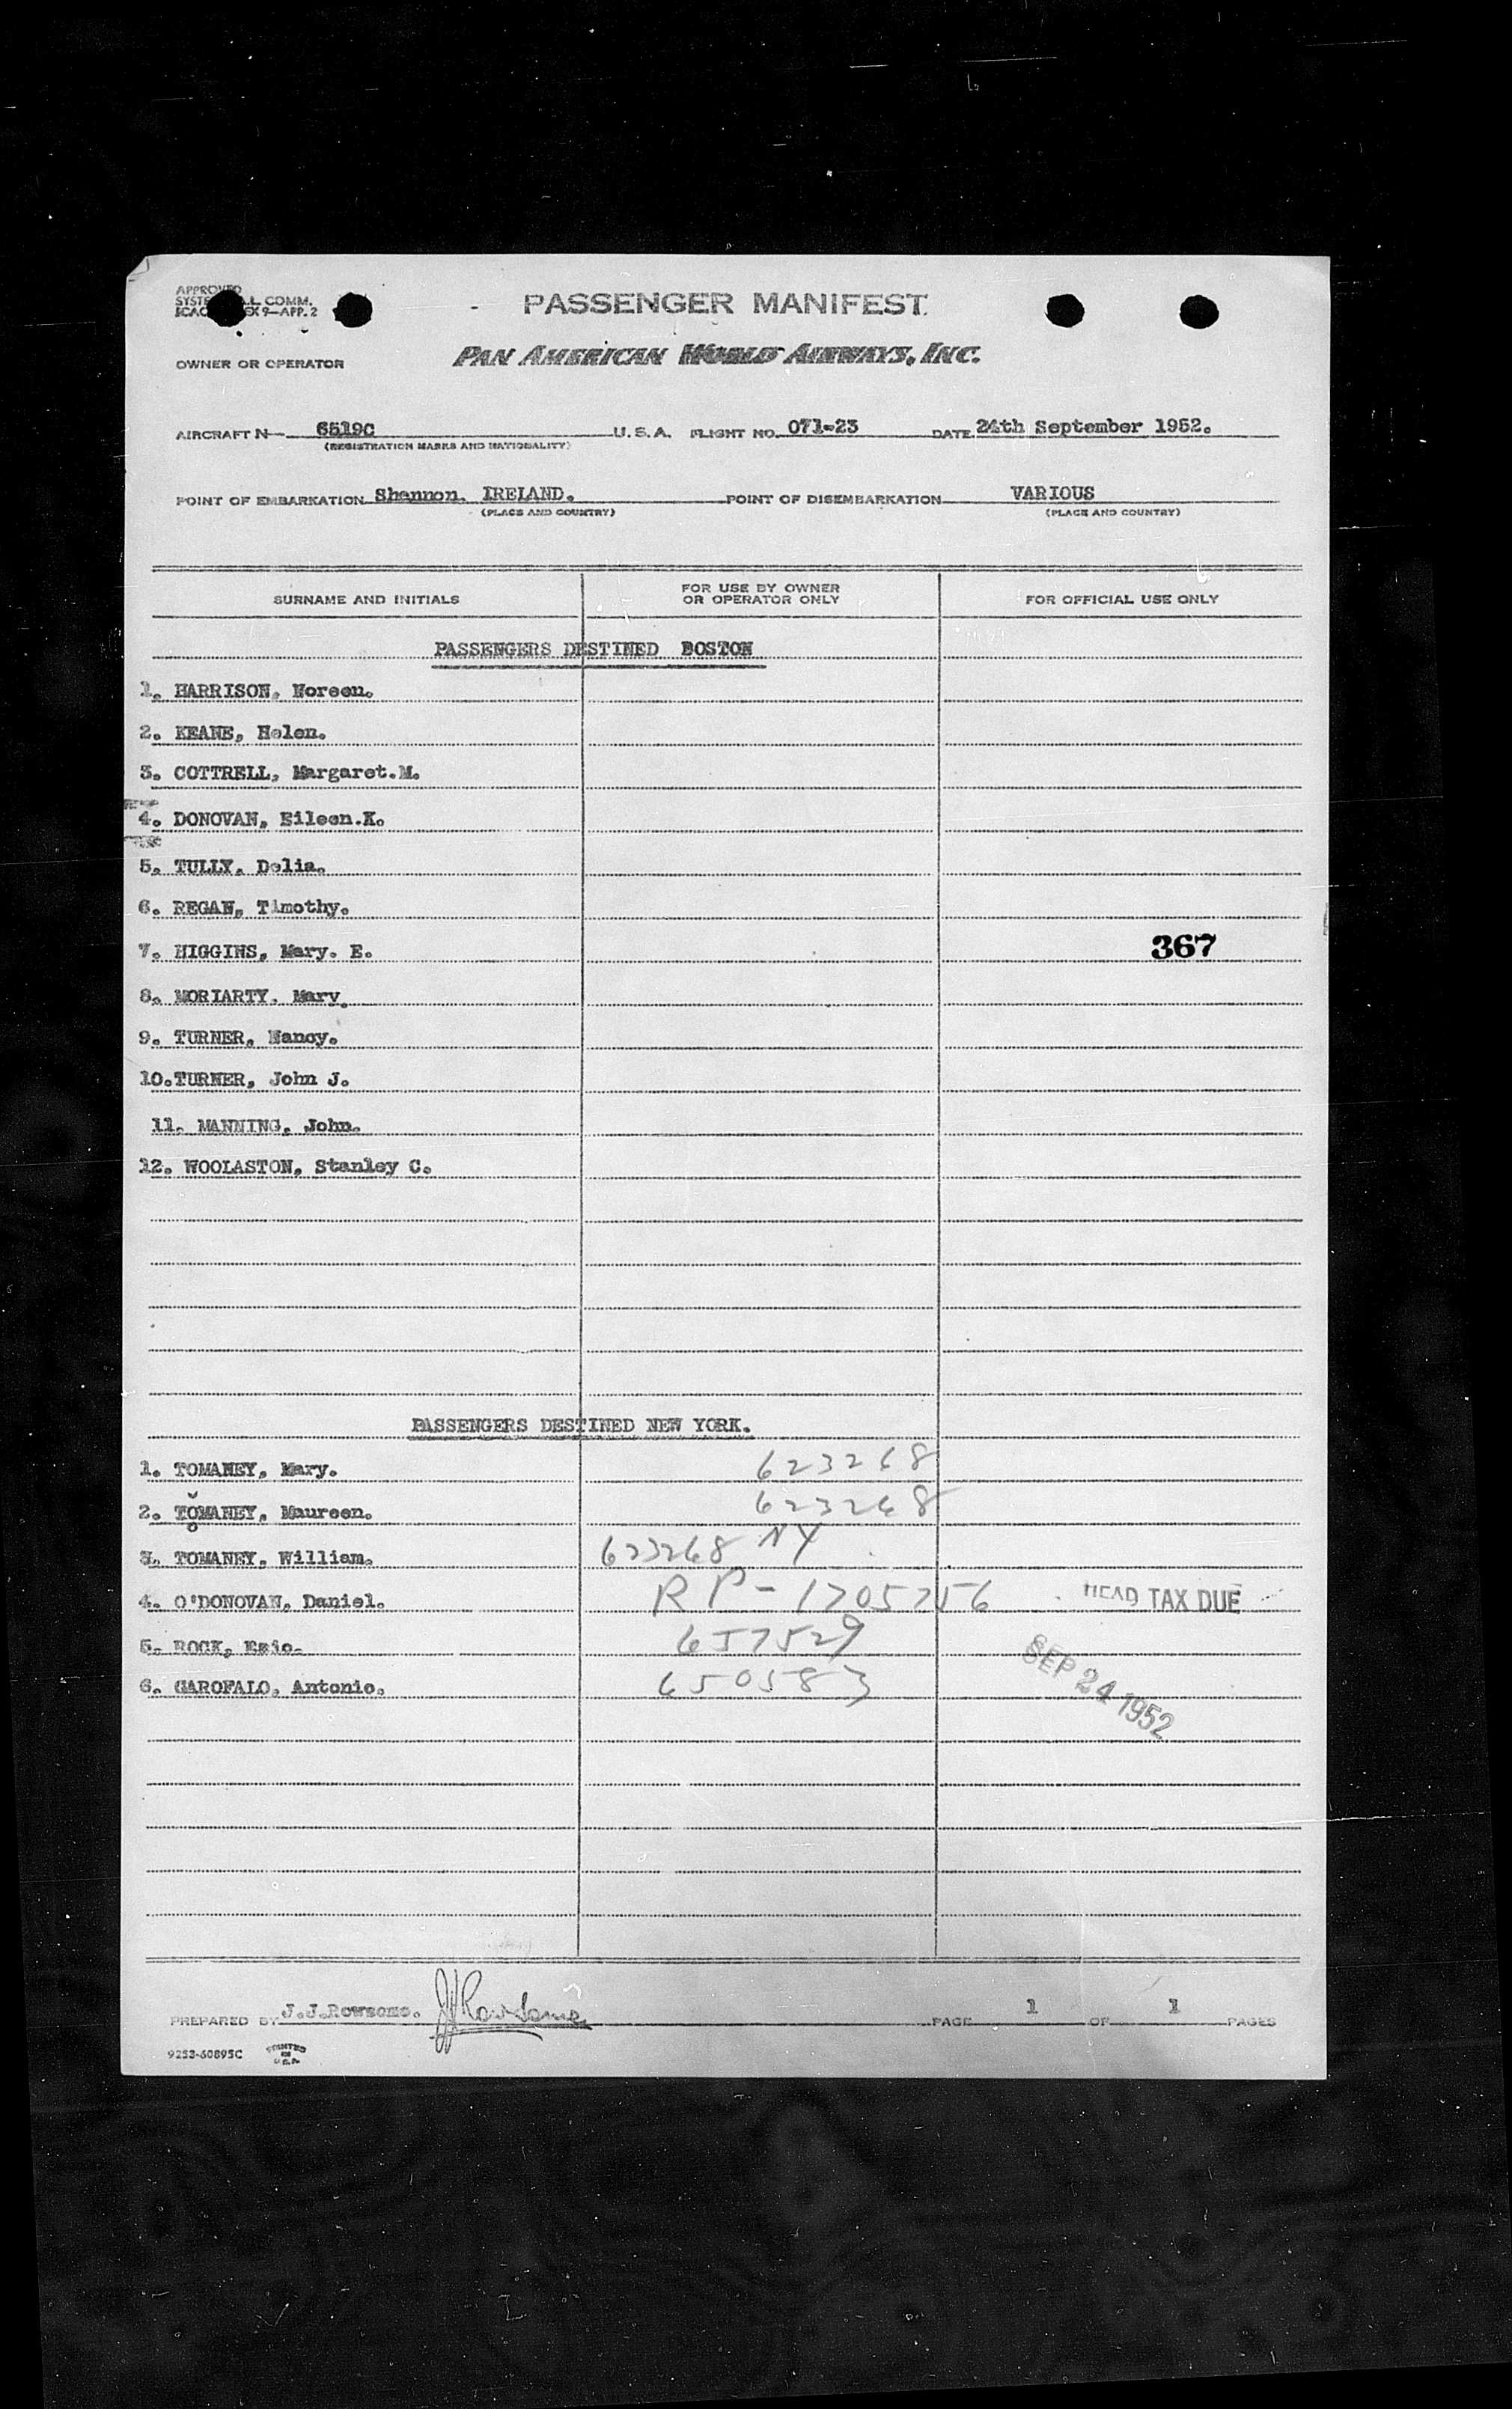 APPROVED
PASSENGER MANIFEST
OWNER OR OPERATOR PAN AMERICAN WORLD AIRWAYS, INC.
AIRCRAFT N 6519C U.S.A. FLIGHT NO. 071-23 DATE 24th September 1952.
(REGISTRATION MARKS AND NATIONALITY)
POINT OF EMBARKATION Shannon. IRELAND. POINT OF DISEMBARKATION VARIOUS
(PLACE AND COUNTRY) (PLACE AND COUNTRY)
SURNAME AND INITIALS FOR USE BY OWNER OR OPERATOR ONLY FOR OFFICIAL USE ONLY
PASSENGERS DESTINED BOSTON
1. HARRISON, Noreen.
2. KEANE, Helen.
3. COTTRELL, Margaret.M.
4. DONOVAN, Eileen.K.
5. TULLY, Delia.
6. REGAN, Timothy.
7. HIGGINS, Mary. E. 367
8. MORIARTY. Mary
9. TURNER, Nancy.
10.TURNER, John J.
11. MANNING, John.
12. WOOLASTON, Stanley C.
PASSENGERS DESTINED NEW YORK.
1. TOMANEY, Mary. 623268
2. TOMANEY, Maureen. 623268
3. TOMANEY, William. 623268 NY
4. O'DONOVAN, Daniel. RP- HEAD TAX DUE
5. ROCK, 657529
6. GAROFALO, Antonio. 650583
SEP 24 1952
PREPARED BY J.J.Rowsome. JJRowsome PAGE 1 OF 1 PAGES
9253-60895C PRINTED IN U.S.A.